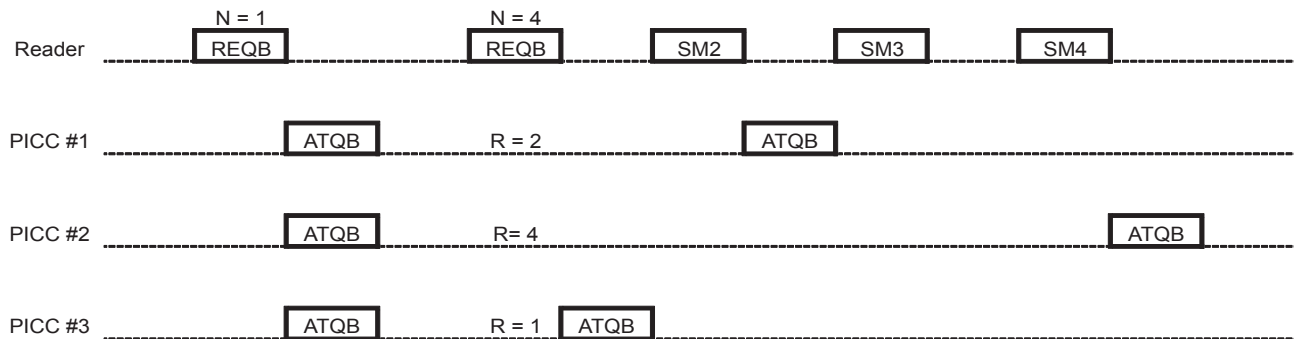 N = 1 N = 4
Reader REQB REQB SM2 SM3 SM4
PICC #1 ATQB R = 2 ATQB
PICC #2 ATQB R= 4 ATQB
PICC #3 ATQB R = 1 ATQB